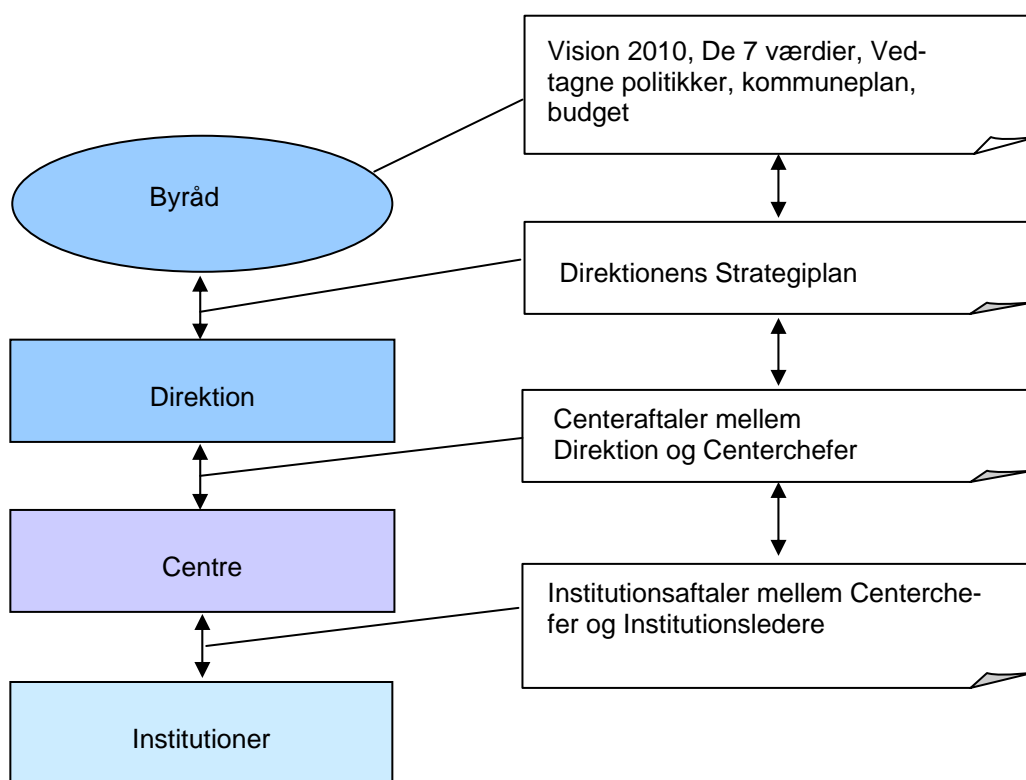 Vision 2010, De 7 værdier, Ved-
tagne politikker, kommuneplan,
budget
Byråd
Direktionens Strategiplan
Direktion
Centeraftaler mellem
Direktion og Centerchefer
Centre
Institutionsaftaler mellem Centerche-
fer og Institutionsledere
Institutioner